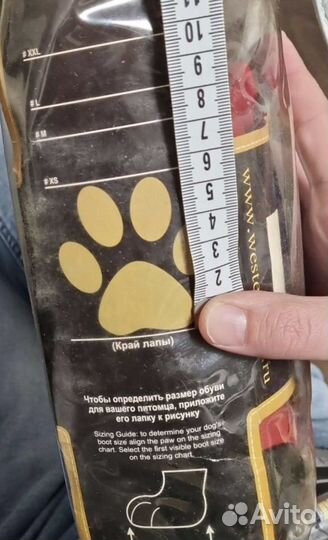 # XXL
# L
# M
# XS
11
10
9
8
7
6
5
4
3
2
(Край лапы)
Чтобы определить размер обуви
для вашего питомца, приложите
его лапку к рисунку
Sizing Guide: to determine your dog's
boot size align the paw on the sizing
chart. Select the first visible boot size
on the sizing chart.
Avito